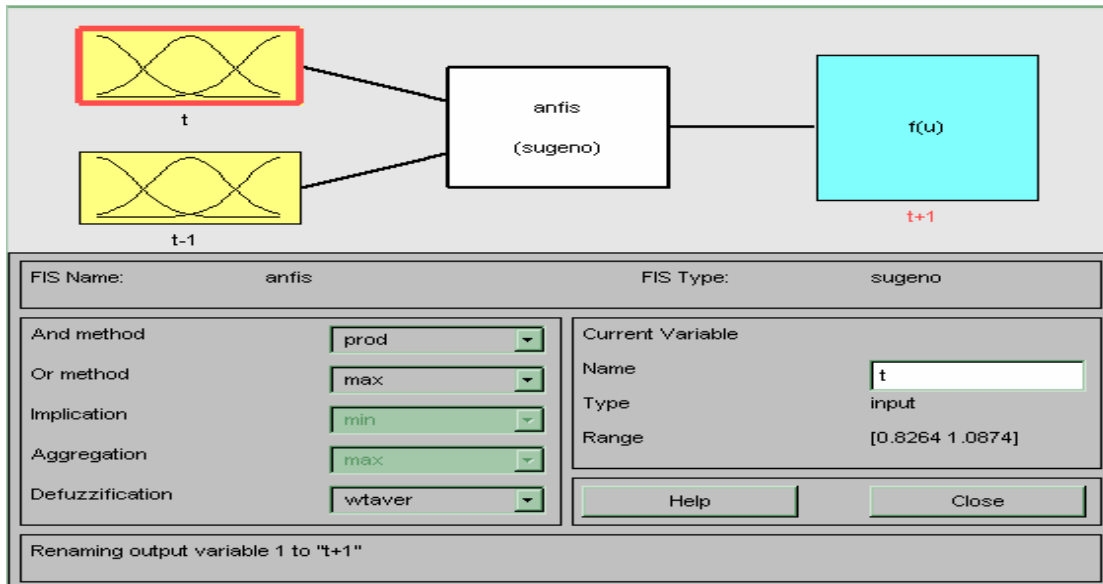 t
t-1
anfis
(sugeno)
f(u)
t+1
FIS Name: anfis FIS Type: sugeno
And method prod
Or method max
Implication min
Aggregation max
Defuzzification wtaver
Current Variable
Name t
Type input
Range [0.8264 1.0874]
Help Close
Renaming output variable 1 to "t+1"